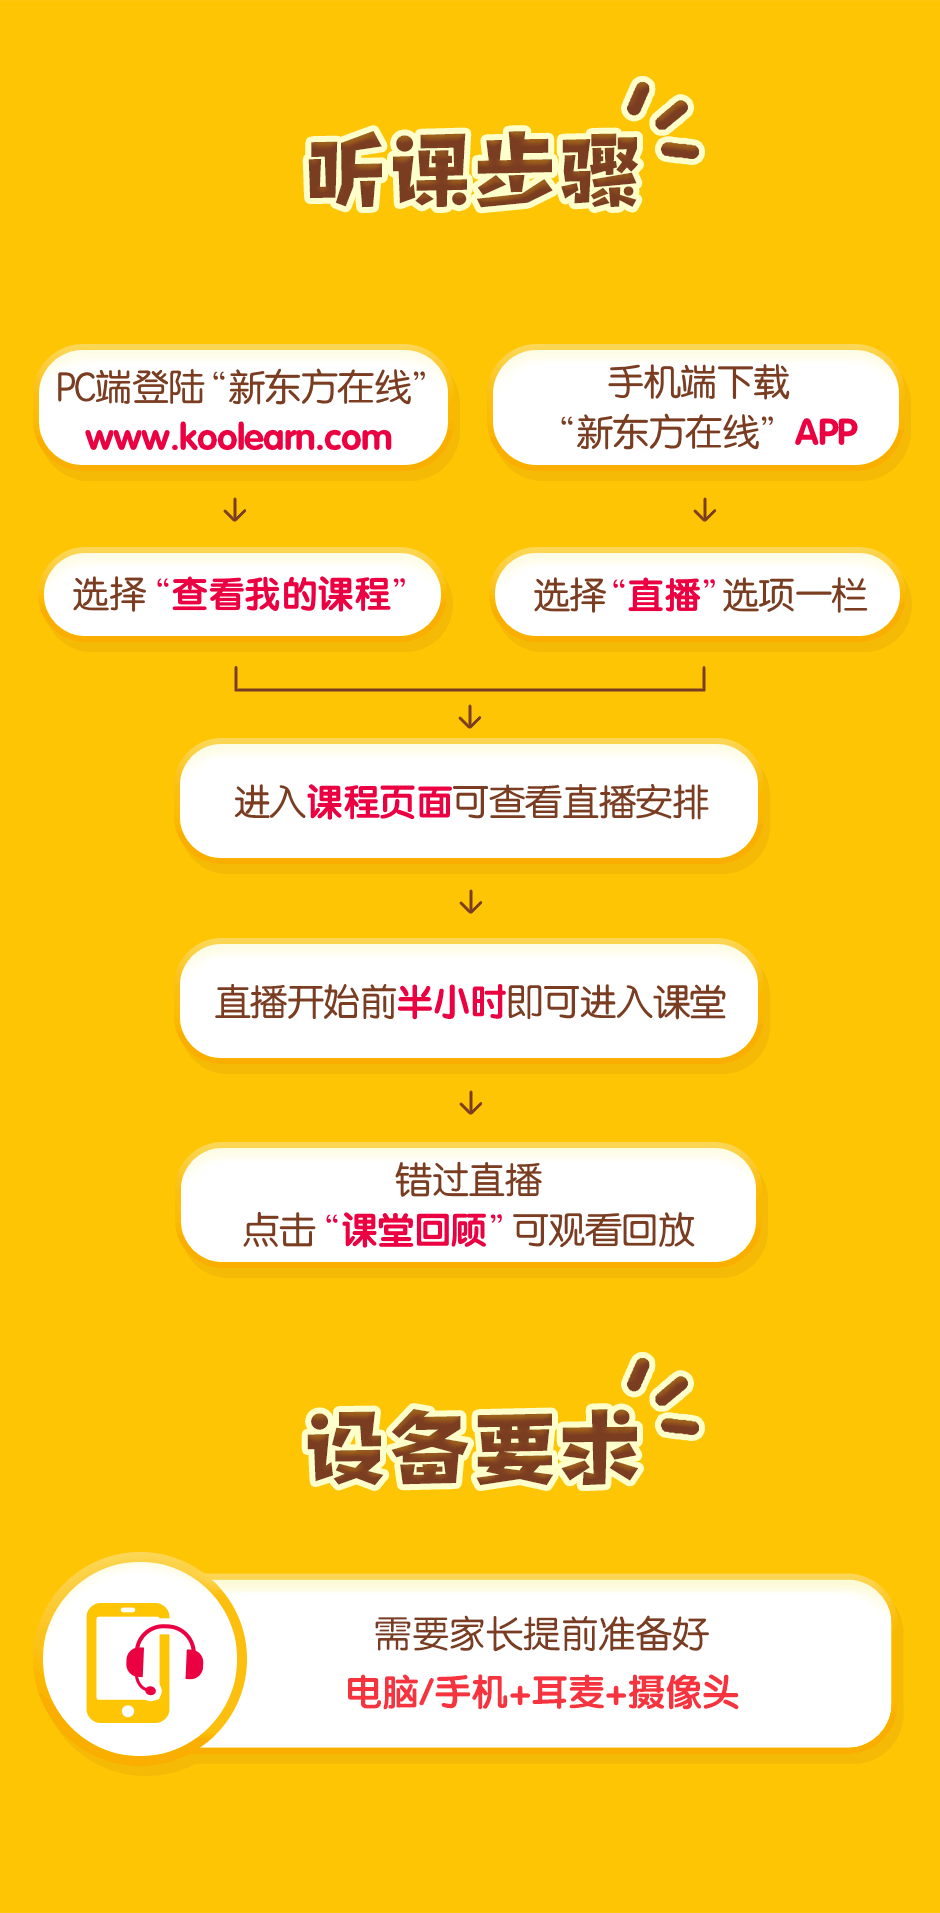 听课步骤
PC端登陆“新东方在线”
www.koolearn.com
手机端下载
“新东方在线” APP
选择“查看我的课程”
选择“直播”选项一栏
进入课程页面可查看直播安排
直播开始前半小时即可进入课堂
错过直播
点击“课堂回顾”可观看回放
设备要求
需要家长提前准备好
电脑/手机+耳麦+摄像头